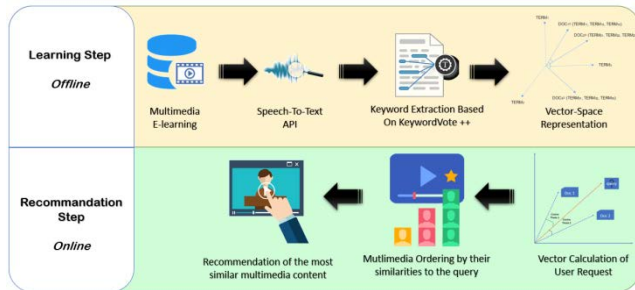 Learning Step
Offline
Multimedia
E-learning
Speech-To-Text
API
Keyword Extraction Based
On KeywordVote ++
Vector-Space
Representation
Recommandation
Step
Online
Recommendation of the most
similar multimedia content
Mutlimedia Ordering by their
similarities to the query
Vector Calculation of
User Request